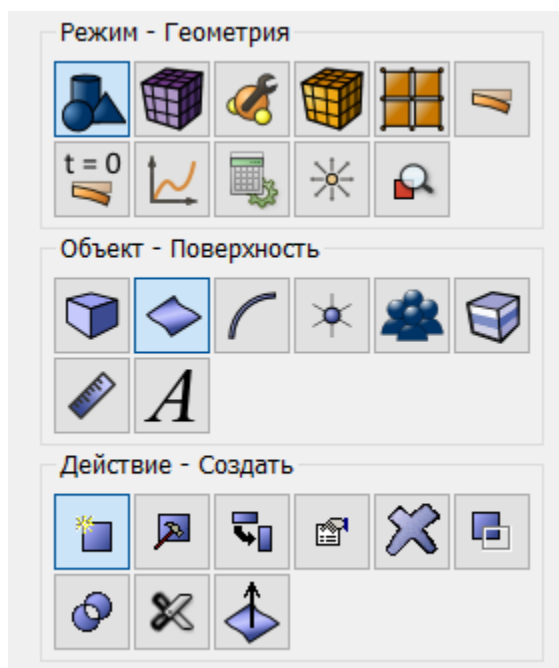 Режим - Геометрия
t = 0
Объект - Поверхность
A
Действие - Создать